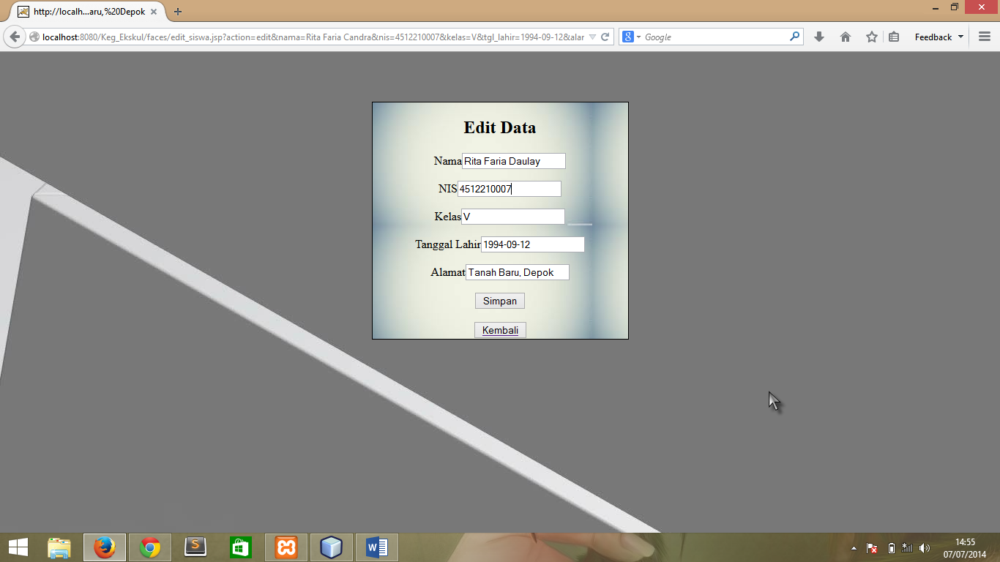 http://localh...aru,%20Depok
localhost:8080/Keg_Ekskul/faces/edit_siswa.jsp?action=edit&nama=Rita Faria Candra&nis=4512210007&kelas=V&tgl_lahir=1994-09-12&alar
Google
Feedback
Edit Data
Nama Rita Faria Daulay
NIS 4512210007
Kelas V
Tanggal Lahir 1994-09-12
Alamat Tanah Baru, Depok
Simpan
Kembali
14:55
07/07/2014